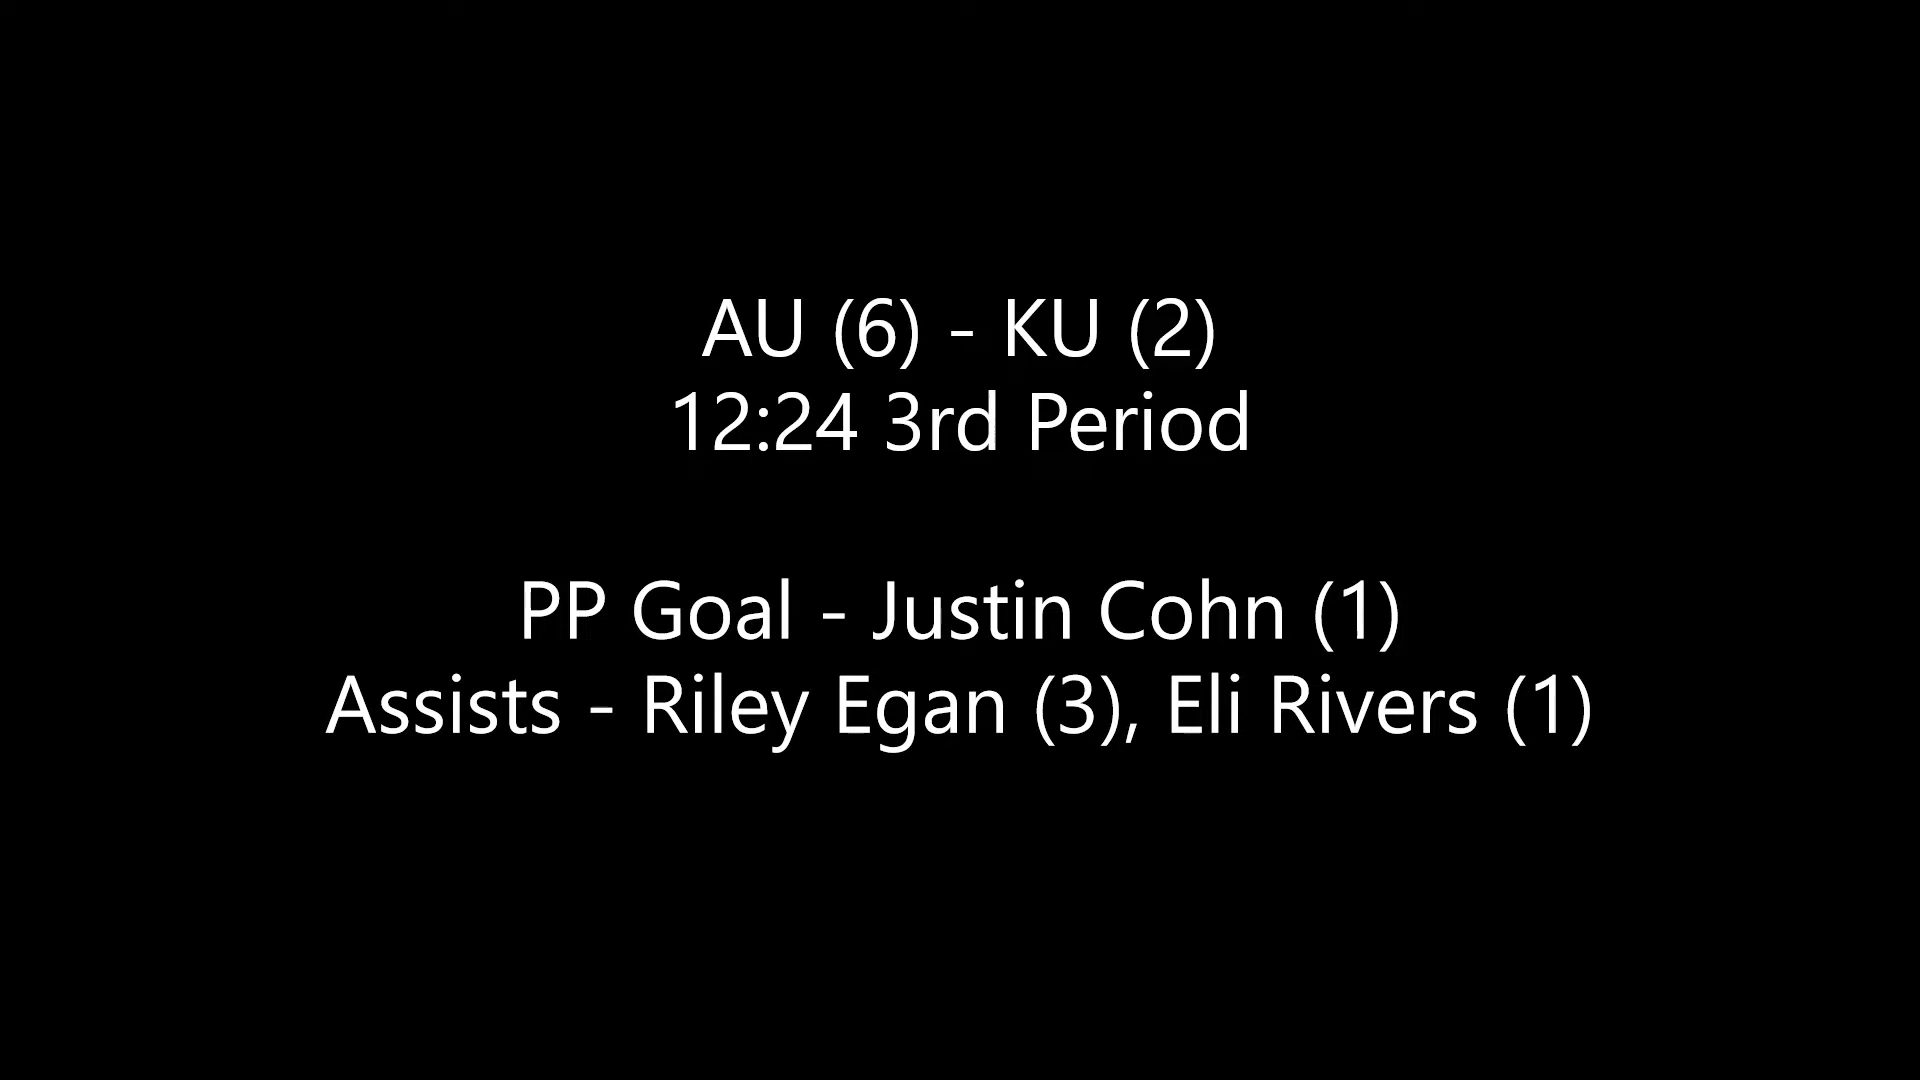 AU (6) - KU (2)
12:24 3rd Period
PP Goal - Justin Cohn (1)
Assists - Riley Egan (3), Eli Rivers (1)